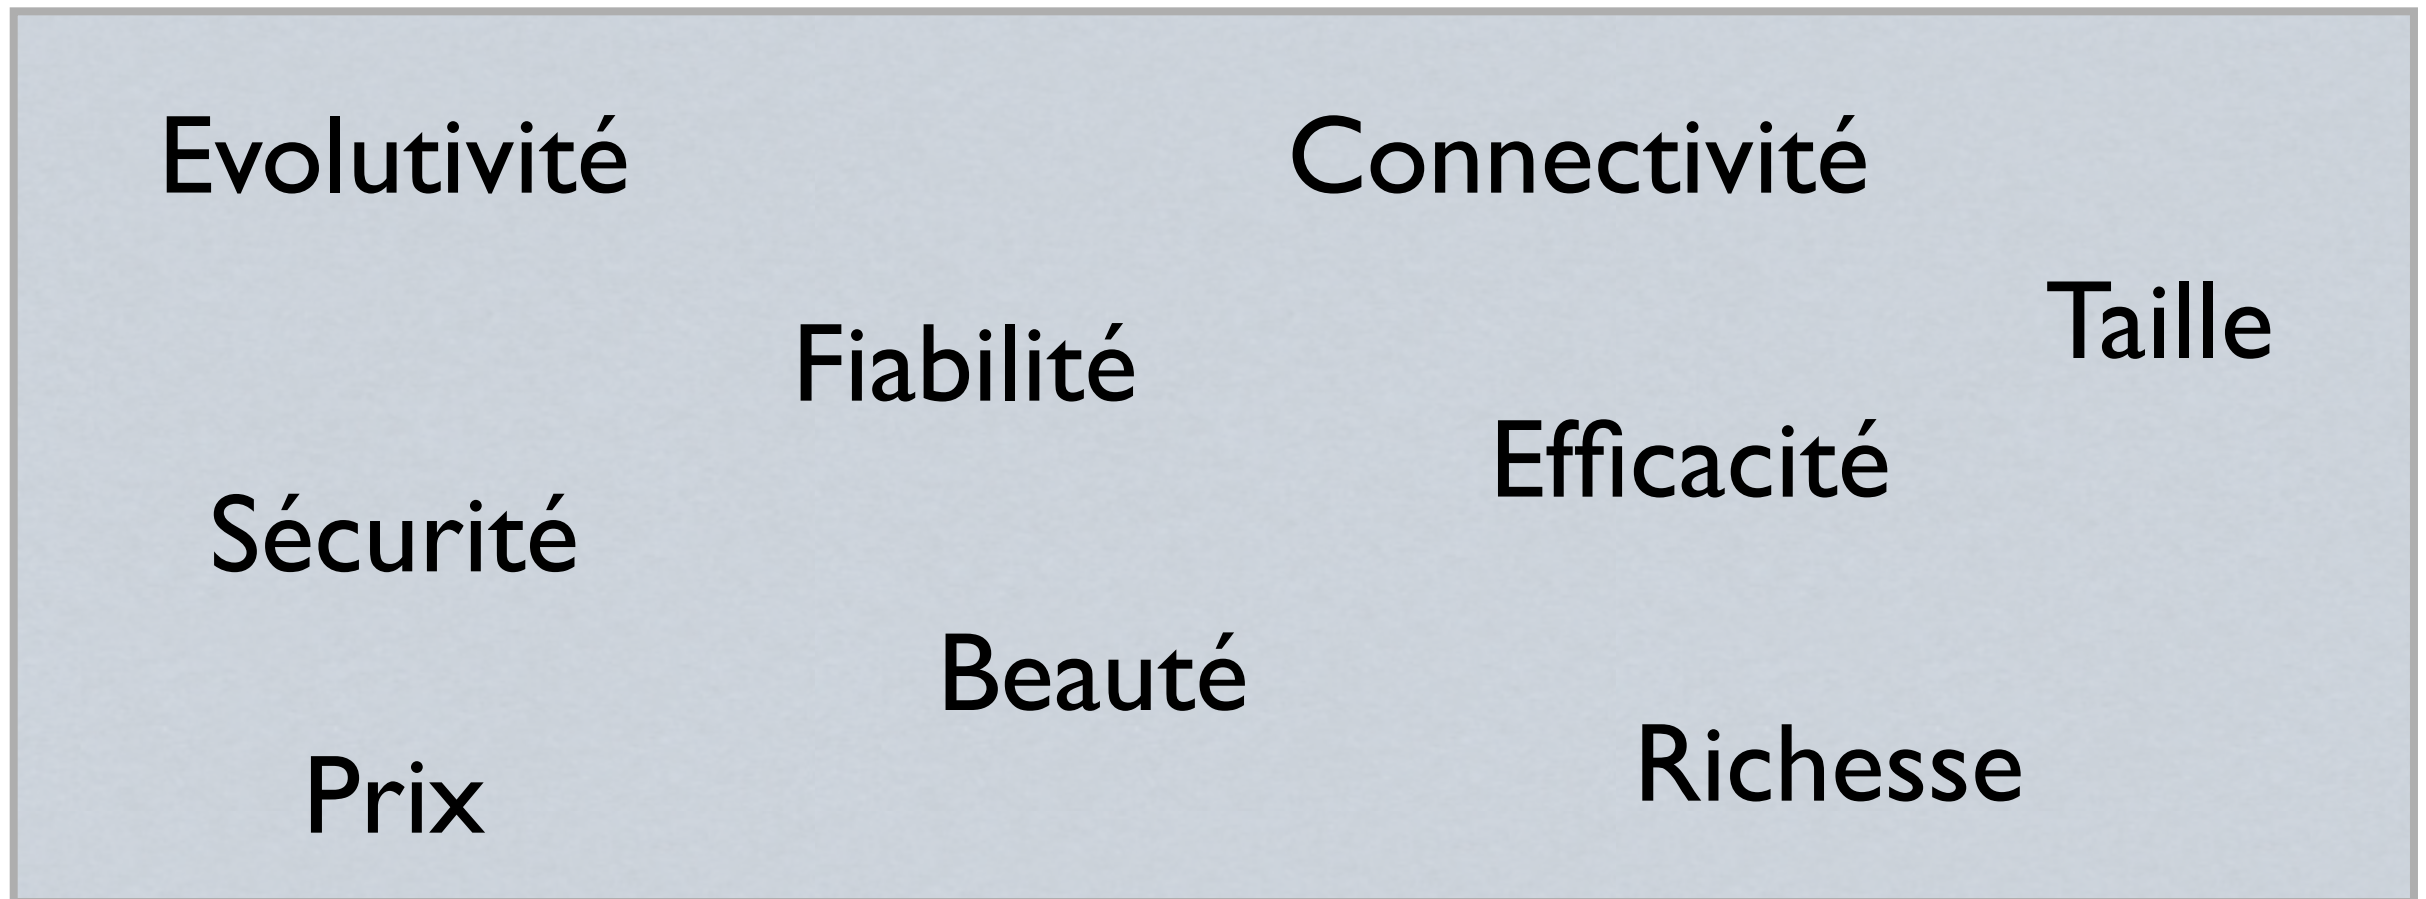 Evolutivité
Connectivité
Taille
Fiabilité
Efficacité
Sécurité
Beauté
Richesse
Prix